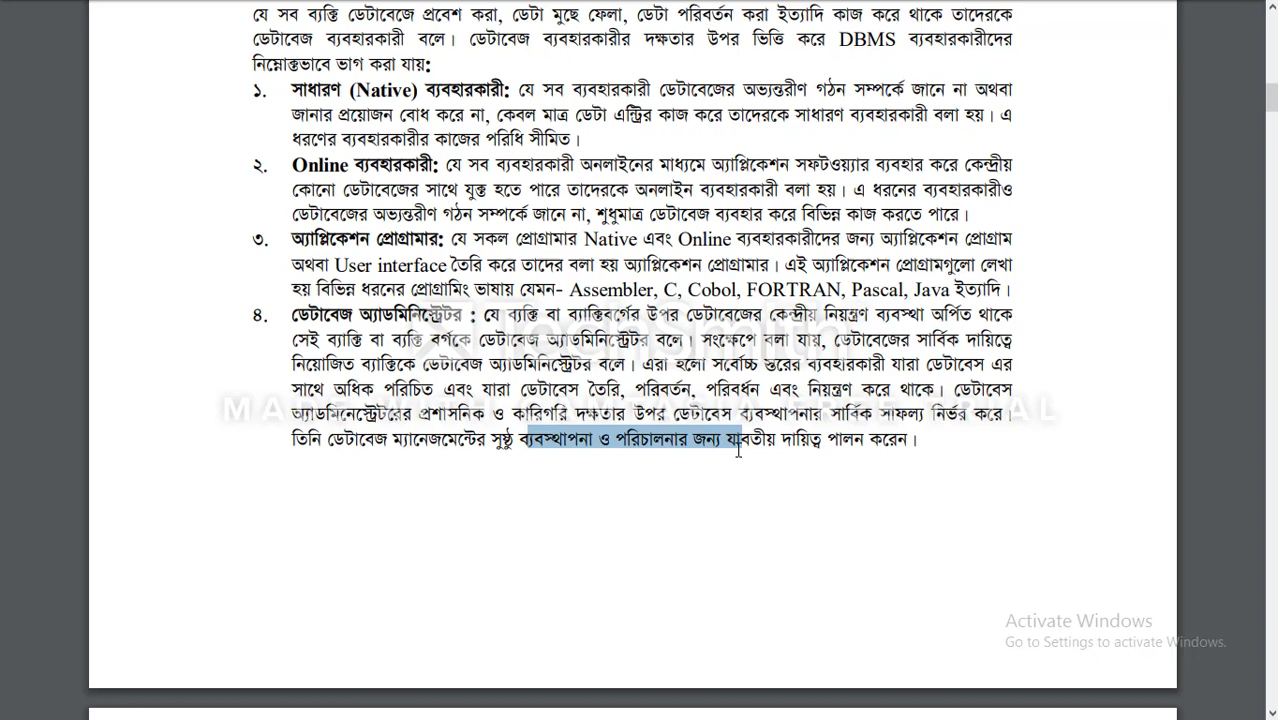 যে সব ব্যক্তি ডেটাবেজে প্রবেশ করা, ডেটা মুছে ফেলা, ডেটা পরিবর্তন করা ইত্যাদি কাজ করে থাকে তাদেরকে
ডেটাবেজ ব্যবহারকারী বলে। ডেটাবেজ ব্যবহারকারীর দক্ষতার উপর ভিত্তি করে DBMS ব্যবহারকারীদের
নিম্নোক্তভাবে ভাগ করা যায়:
১. সাধারণ (Native) ব্যবহারকারী: যে সব ব্যবহারকারী ডেটাবেজের অভ্যন্তরীণ গঠন সম্পর্কে জানে না অথবা
জানার প্রয়োজন বোধ করে না, কেবল মাত্র ডেটা এন্ট্রির কাজ করে তাদেরকে সাধারণ ব্যবহারকারী বলা হয়। এ
ধরণের ব্যবহারকারীর কাজের পরিধি সীমিত।
২. Online ব্যবহারকারী: যে সব ব্যবহারকারী অনলাইনের মাধ্যমে অ্যাপ্লিকেশন সফটওয়্যার ব্যবহার করে কেন্দ্রীয়
কোনো ডেটাবেজের সাথে যুক্ত হতে পারে তাদেরকে অনলাইন ব্যবহারকারী বলা হয়। এ ধরনের ব্যবহারকারীও
ডেটাবেজের অভ্যন্তরীণ গঠন সম্পর্কে জানে না, শুধুমাত্র ডেটাবেজ ব্যবহার করে বিভিন্ন কাজ করতে পারে।
৩. অ্যাপ্লিকেশন প্রোগ্রামার: যে সকল প্রোগ্রামার Native এবং Online ব্যবহারকারীদের জন্য অ্যাপ্লিকেশন প্রোগ্রাম
অথবা User interface তৈরি করে তাদের বলা হয় অ্যাপ্লিকেশন প্রোগ্রামার। এই অ্যাপ্লিকেশন প্রোগ্রামগুলো লেখা
হয় বিভিন্ন ধরনের প্রোগ্রামিং ভাষায় যেমন- Assembler, C, Cobol, FORTRAN, Pascal, Java ইত্যাদি।
৪. ডেটাবেজ অ্যাডমিনিস্ট্রেটর : যে ব্যক্তি বা ব্যাক্তিবর্গের উপর ডেটাবেজের কেন্দ্রীয় নিয়ন্ত্রণ ব্যবস্থা অর্পিত থাকে
সেই ব্যাক্তি বা ব্যক্তি বর্গকে ডেটাবেজ অ্যাডমিনিস্ট্রেটর বলে। সংক্ষেপে বলা যায়, ডেটাবেজের সার্বিক দায়িত্বে
নিয়োজিত ব্যাক্তিকে ডেটাবেজ অ্যাডমিনিস্ট্রেটর বলে। এরা হলো সর্বোচ্চ স্তরের ব্যবহারকারী যারা ডেটাবেস এর
সাথে অধিক পরিচিত এবং যারা ডেটাবেস তৈরি, পরিবর্তন, পরিবর্ধন এবং নিয়ন্ত্রণ করে থাকে। ডেটাবেস
অ্যাডমিনেস্ট্রেটরের প্রশাসনিক ও কারিগরি দক্ষতার উপর ডেটাবেস ব্যবস্থাপনার সার্বিক সাফল্য নির্ভর করে।
তিনি ডেটাবেজ ম্যানেজমেন্টের সুষ্ঠু ব্যবস্থাপনা ও পরিচালনার জন্য যাবতীয় দায়িত্ব পালন করেন।
TechSmith
MADE WITH CAMTASIA FREE TRIAL
Activate Windows
Go to Settings to activate Windows.